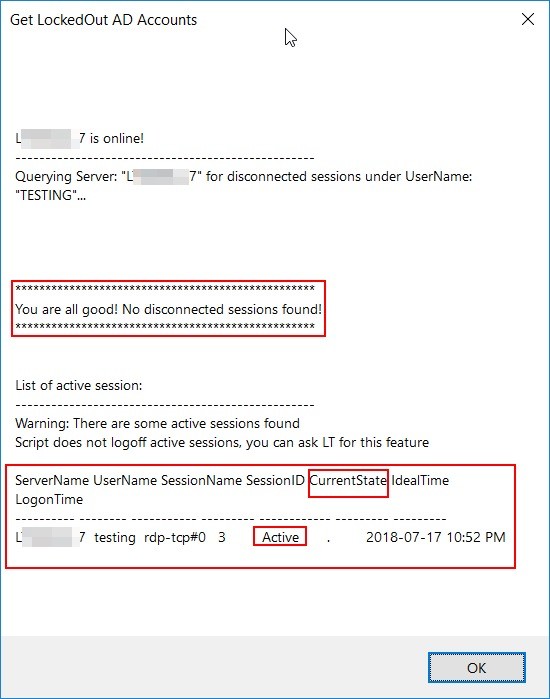 Get LockedOut AD Accounts
L 7 is online!
--------------------------------------------------
Querying Server: "L 7" for disconnected sessions under UserName:
"TESTING"...
**************************************************
You are all good! No disconnected sessions found!
**************************************************
List of active session:
--------------------------------------------------
Warning: There are some active sessions found
Script does not logoff active sessions, you can ask LT for this feature
ServerName UserName SessionName SessionID CurrentState IdealTime
LogonTime
---------- -------- ----------- --------- ------------ --------- ---------
L 7 testing rdp-tcp#0 3 Active . 2018-07-17 10:52 PM
OK